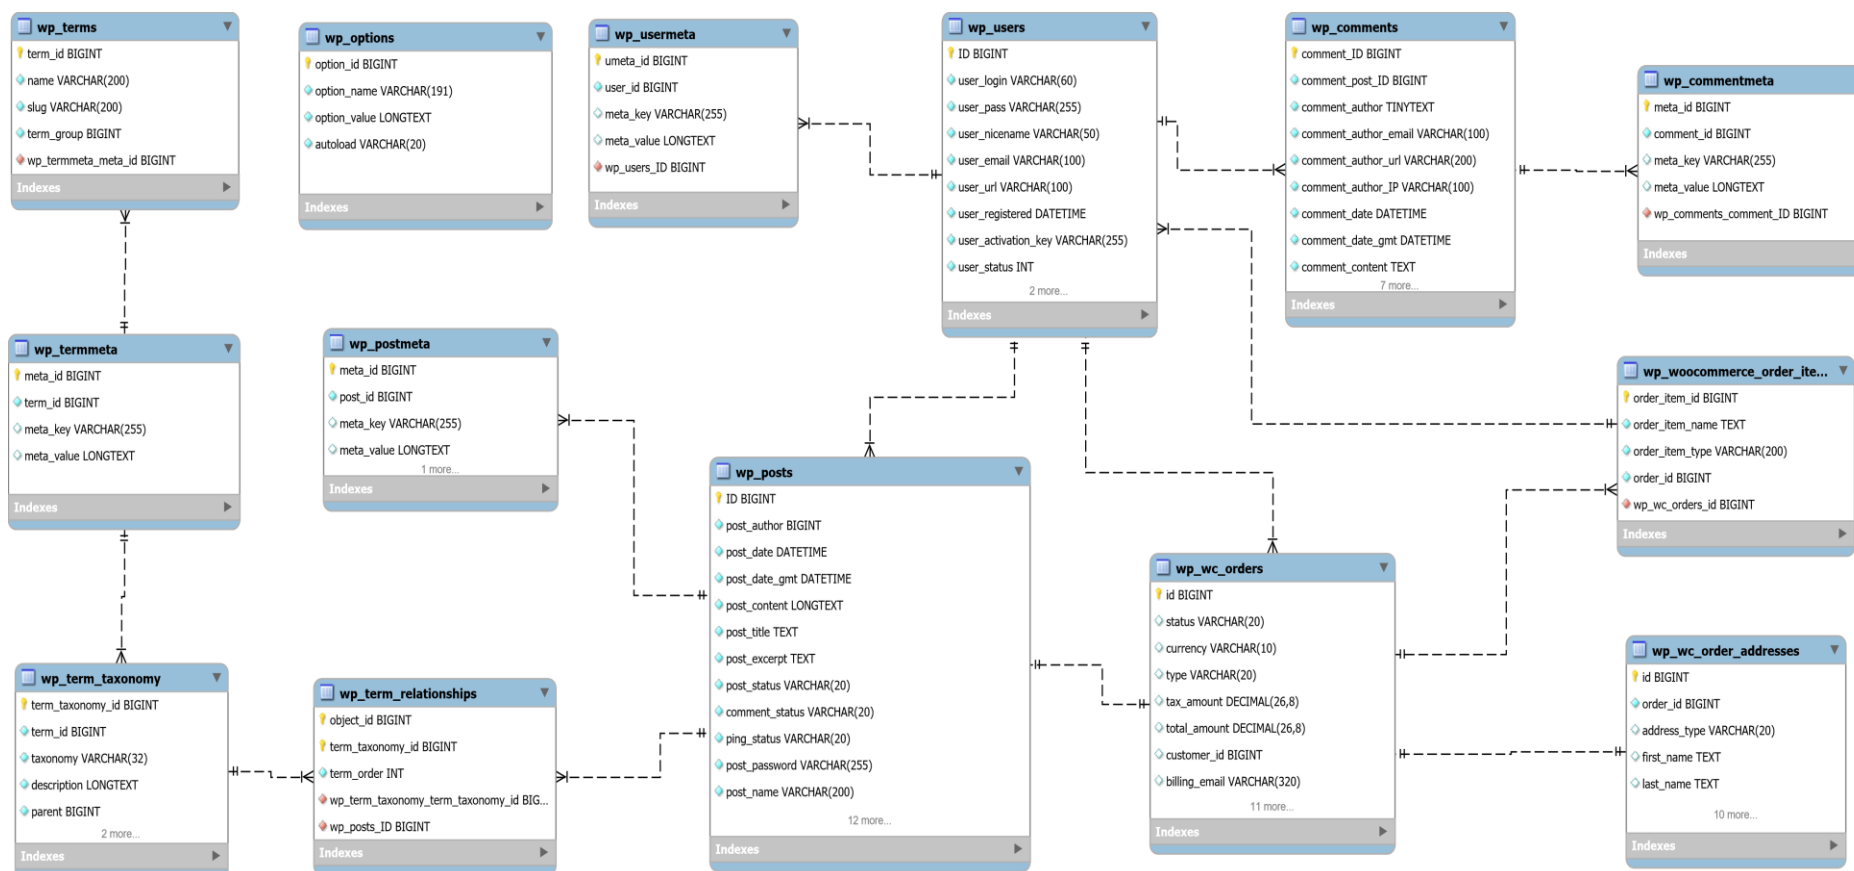 wp_terms
term_id BIGINT
name VARCHAR(200)
slug VARCHAR(200)
term_group BIGINT
wp_termmeta_meta_id BIGINT
Indexes
wp_options
option_id BIGINT
option_name VARCHAR(191)
option_value LONGTEXT
autoload VARCHAR(20)
Indexes
wp_usermeta
umeta_id BIGINT
user_id BIGINT
meta_key VARCHAR(255)
meta_value LONGTEXT
wp_users_ID BIGINT
Indexes
wp_users
ID BIGINT
user_login VARCHAR(60)
user_pass VARCHAR(255)
user_nicename VARCHAR(50)
user_email VARCHAR(100)
user_url VARCHAR(100)
user_registered DATETIME
user_activation_key VARCHAR(255)
user_status INT
2 more...
Indexes
wp_comments
comment_ID BIGINT
comment_post_ID BIGINT
comment_author TINYTEXT
comment_author_email VARCHAR(100)
comment_author_url VARCHAR(200)
comment_author_IP VARCHAR(100)
comment_date DATETIME
comment_date_gmt DATETIME
comment_content TEXT
7 more...
Indexes
wp_commentmeta
meta_id BIGINT
comment_id BIGINT
meta_key VARCHAR(255)
meta_value LONGTEXT
wp_comments_comment_ID BIGINT
Indexes
wp_termmeta
meta_id BIGINT
term_id BIGINT
meta_key VARCHAR(255)
meta_value LONGTEXT
Indexes
wp_postmeta
meta_id BIGINT
post_id BIGINT
meta_key VARCHAR(255)
meta_value LONGTEXT
1 more...
Indexes
wp_posts
ID BIGINT
post_author BIGINT
post_date DATETIME
post_date_gmt DATETIME
post_content LONGTEXT
post_title TEXT
post_excerpt TEXT
post_status VARCHAR(20)
comment_status VARCHAR(20)
ping_status VARCHAR(20)
post_password VARCHAR(255)
post_name VARCHAR(200)
12 more...
Indexes
wp_wc_orders
id BIGINT
status VARCHAR(20)
currency VARCHAR(10)
type VARCHAR(20)
tax_amount DECIMAL(26,8)
total_amount DECIMAL(26,8)
customer_id BIGINT
billing_email VARCHAR(320)
11 more...
Indexes
wp_woocommerce_order_ite...
order_item_id BIGINT
order_item_name TEXT
order_item_type VARCHAR(200)
order_id BIGINT
wp_wc_orders_id BIGINT
Indexes
wp_wc_order_addresses
id BIGINT
order_id BIGINT
address_type VARCHAR(20)
first_name TEXT
last_name TEXT
10 more...
Indexes
wp_term_taxonomy
term_taxonomy_id BIGINT
term_id BIGINT
taxonomy VARCHAR(32)
description LONGTEXT
parent BIGINT
2 more...
Indexes
wp_term_relationships
object_id BIGINT
term_taxonomy_id BIGINT
term_order INT
wp_term_taxonomy_term_taxonomy_id BIG...
wp_posts_ID BIGINT
Indexes